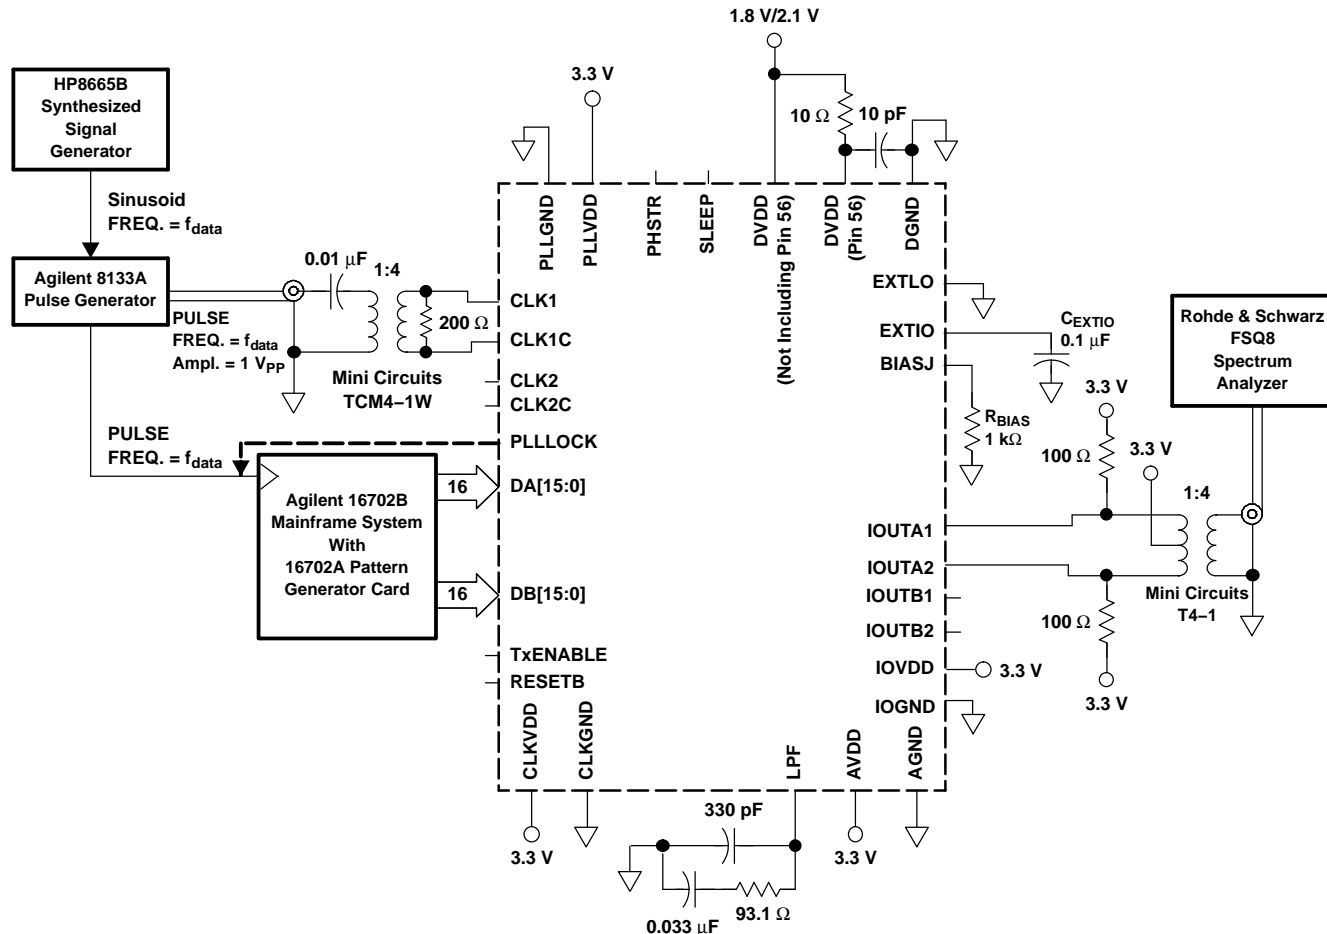 1.8 V/2.1 V
HP8665B
Synthesized
Signal
Generator
3.3 V
10 Ω
10 pF
Sinusoid
FREQ. = fdata
PLLGND
PLLVDD
PHSTR
SLEEP
DVDD
(Not Including Pin 56)
DVDD
(Pin 56)
DGND
Agilent 8133A
Pulse Generator
0.01 μF
1:4
CLK1
200 Ω
CLK1C
PULSE
FREQ. = fdata
Ampl. = 1 VPP
Mini Circuits
TCM4–1W
CLK2
CLK2C
EXTLO
EXTIO
BIASJ
CEXTIO
0.1 μF
RBIAS
1 kΩ
Rohde & Schwarz
FSQ8
Spectrum
Analyzer
PULSE
FREQ. = fdata
PLLLOCK
Agilent 16702B
Mainframe System
With
16702A Pattern
Generator Card
16
DA[15:0]
16
DB[15:0]
3.3 V
100 Ω
3.3 V
1:4
IOUTA1
IOUTA2
IOUTB1
IOUTB2
Mini Circuits
T4–1
100 Ω
3.3 V
TxENABLE
RESETB
IOVDD
3.3 V
IOGND
CLKVDD
CLKGND
LPF
AVDD
AGND
3.3 V
330 pF
3.3 V
0.033 μF
93.1 Ω